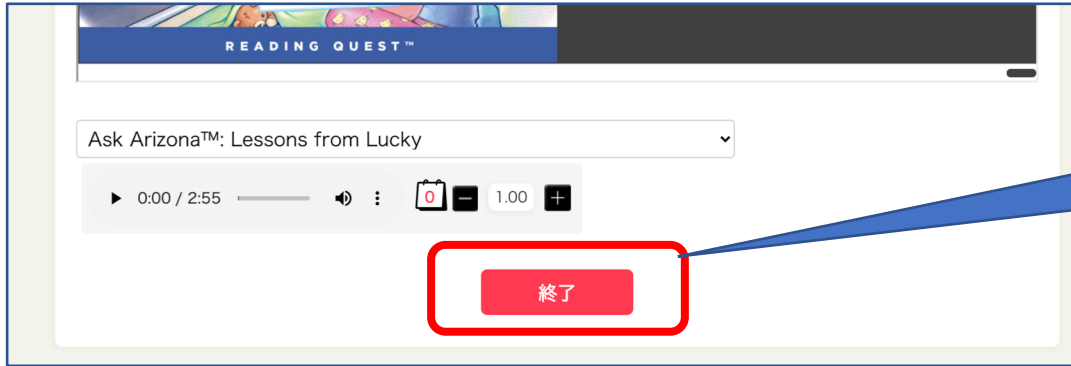 READING QUEST™
Ask Arizona™: Lessons from Lucky
0:00 / 2:55
0
1.00
終了